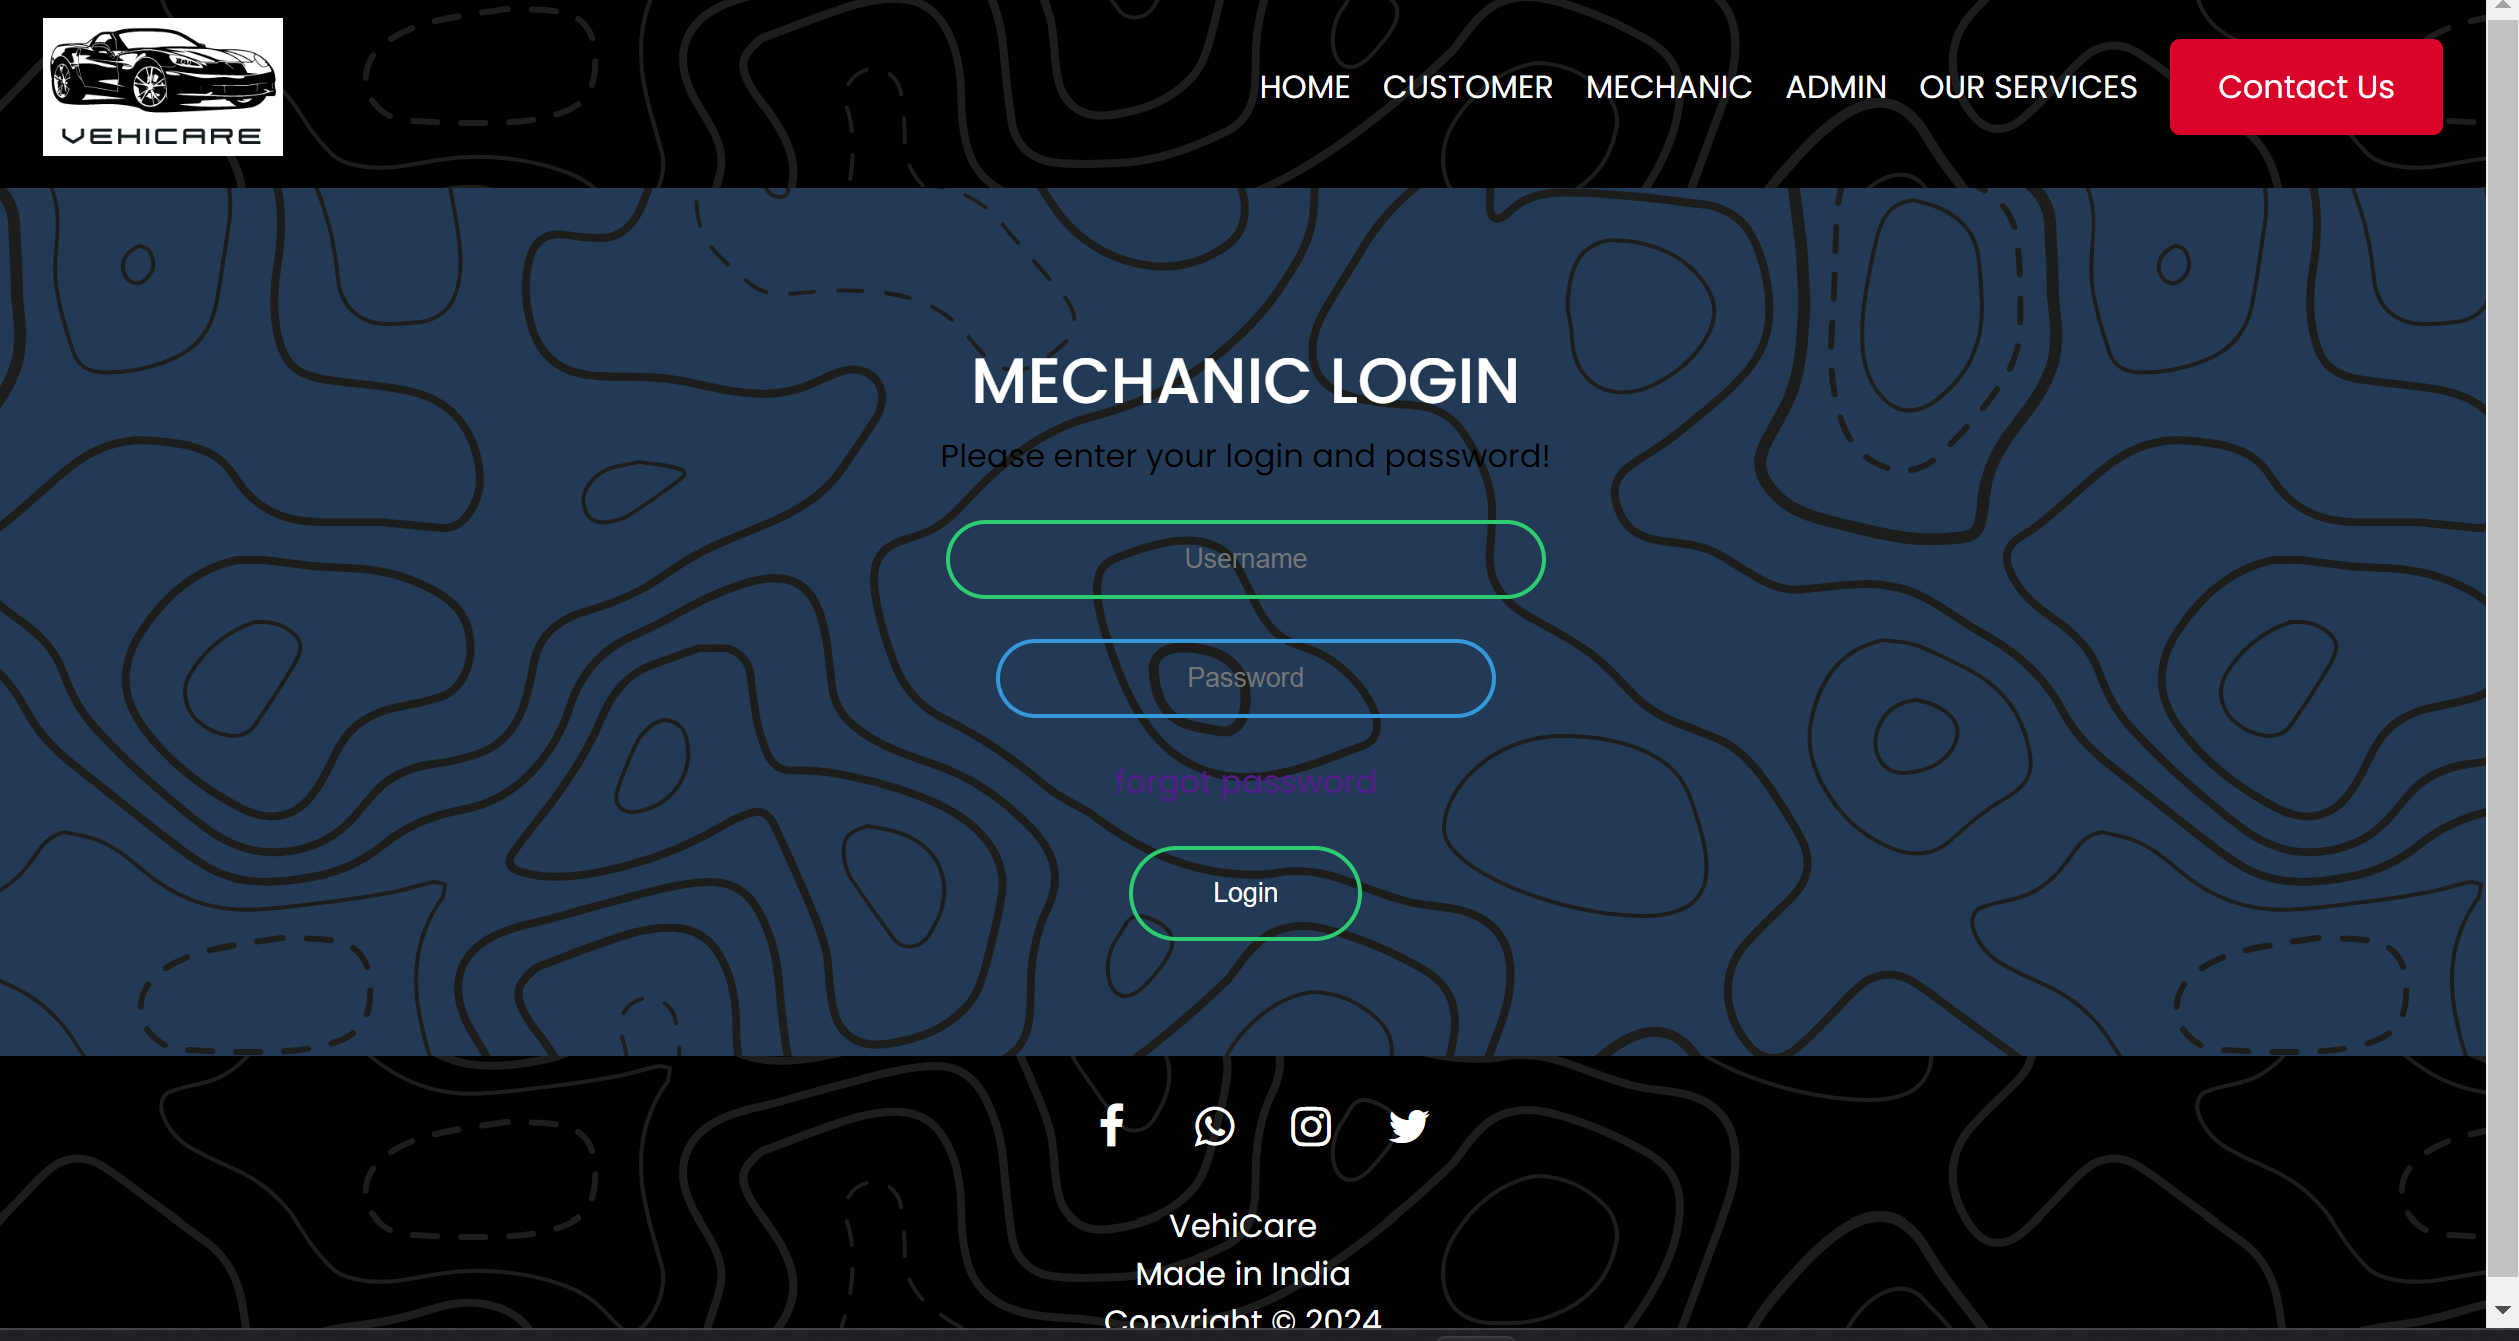 VEHICARE
HOME CUSTOMER MECHANIC ADMIN OUR SERVICES Contact Us
MECHANIC LOGIN
Please enter your login and password!
Username
Password
forgot password
Login
VehiCare
Made in India
Copyright © 2024